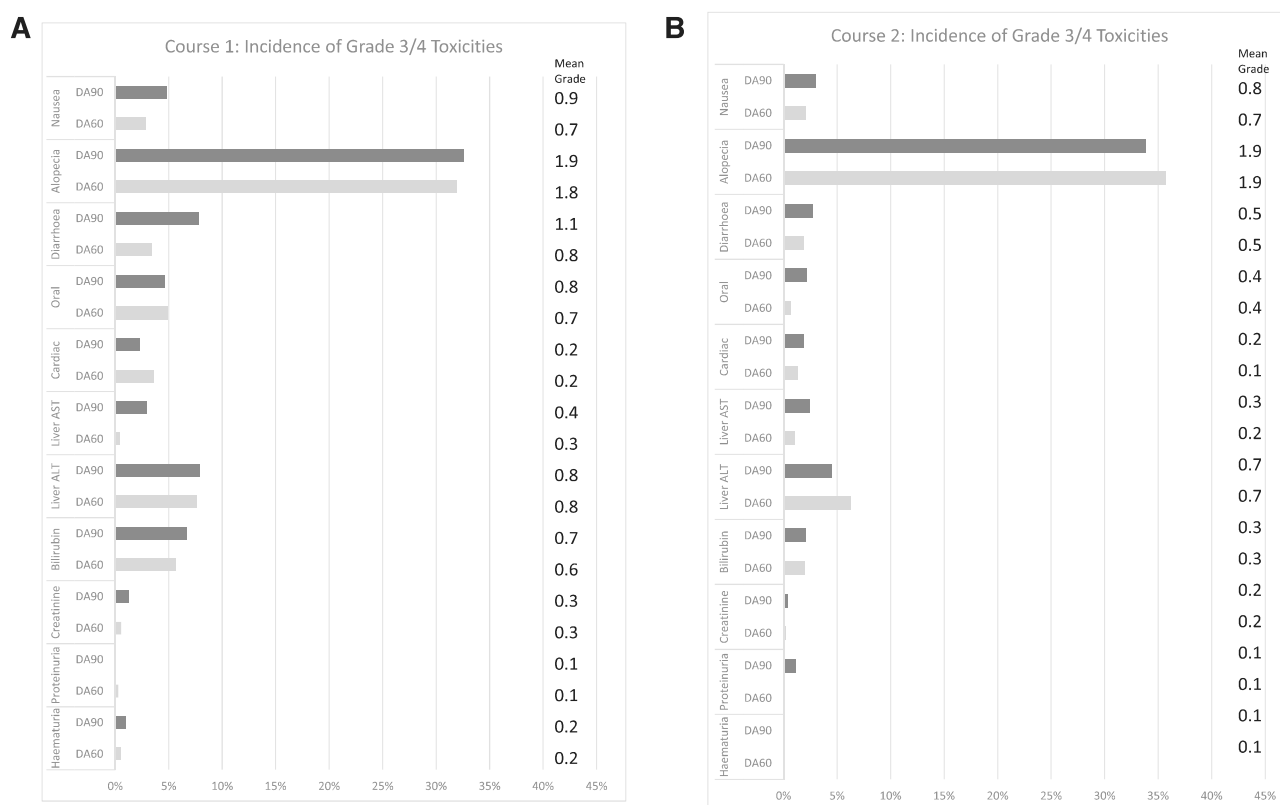 A
Course 1: Incidence of Grade 3/4 Toxicities
Mean
Grade
Nausea
DA90
0.9
DA60
0.7
Alopecia
DA90
1.9
DA60
1.8
Diarrhoea
DA90
1.1
DA60
0.8
Oral
DA90
0.8
DA60
0.7
Cardiac
DA90
0.2
DA60
0.2
Liver AST
DA90
0.4
DA60
0.3
Liver ALT
DA90
0.8
DA60
0.8
Bilirubin
DA90
0.7
DA60
0.6
Creatinine
DA90
0.3
DA60
0.3
Proteinuria
DA90
0.1
DA60
0.1
Haematuria
DA90
0.2
DA60
0.2
0% 5% 10% 15% 20% 25% 30% 35% 40% 45%
B
Course 2: Incidence of Grade 3/4 Toxicities
Mean
Grade
Nausea
DA90
0.8
DA60
0.7
Alopecia
DA90
1.9
DA60
1.9
Diarrhoea
DA90
0.5
DA60
0.5
Oral
DA90
0.4
DA60
0.4
Cardiac
DA90
0.2
DA60
0.1
Liver AST
DA90
0.3
DA60
0.2
Liver ALT
DA90
0.7
DA60
0.7
Bilirubin
DA90
0.3
DA60
0.3
Creatinine
DA90
0.2
DA60
0.2
Proteinuria
DA90
0.1
DA60
0.1
Haematuria
DA90
0.1
DA60
0.1
0% 5% 10% 15% 20% 25% 30% 35% 40% 45%